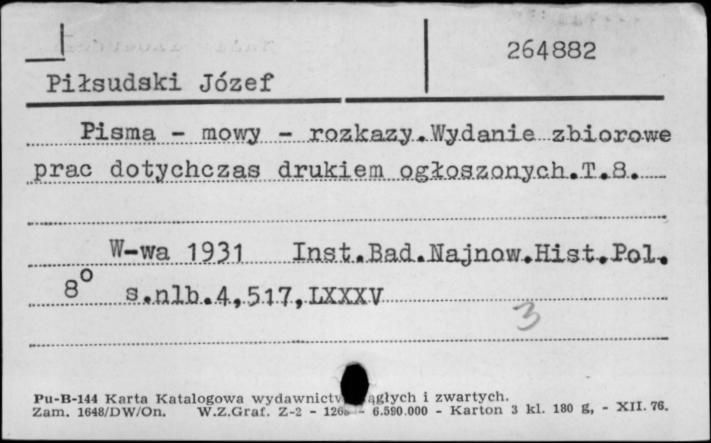 264882
Piłsudski Józef
Pisma - mowy - rozkazy.Wydanie zbiorowe
prac dotychczas drukiem ogłoszonych.T.8.
W-wa 1931 Inst.Bad.Najnow.Hist.Pol.
8° s.nlb.4,517,LXXXV
3
Pu-B-144 Karta Katalogowa wydawnictw ciągłych i zwartych.
Zam. 1648/DW/On. W.Z.Graf. Z-2 - - 6.590.000 - Karton 3 kl. 180 g, - XII. 76.